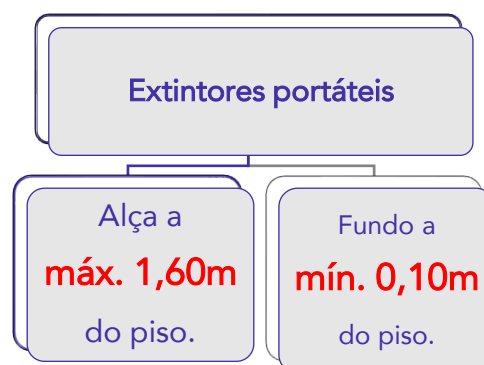 Extintores portáteis
Alça a
máx. 1,60m
do piso.
Fundo a
mín. 0,10m
do piso.